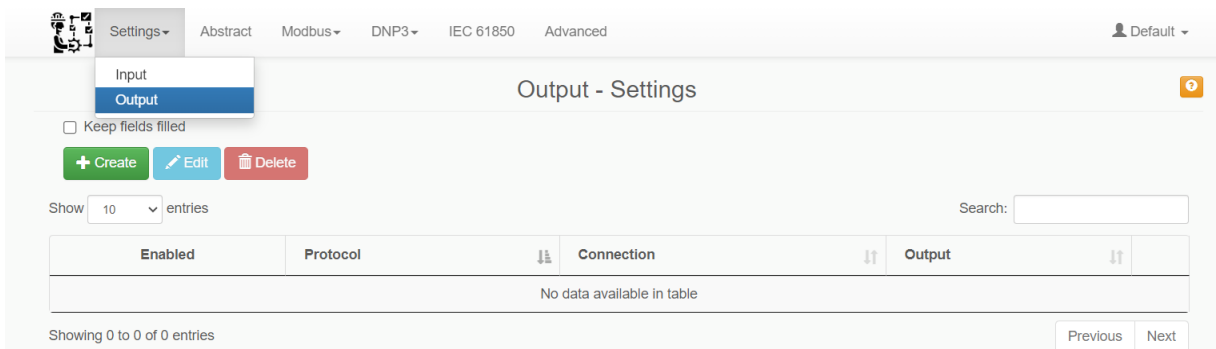 Settings Abstract Modbus DNP3 IEC 61850 Advanced Default
Input
Output
Output - Settings
Keep fields filled
Create Edit Delete
Show 10 entries Search:
Enabled Protocol Connection Output
No data available in table
Showing 0 to 0 of 0 entries Previous Next